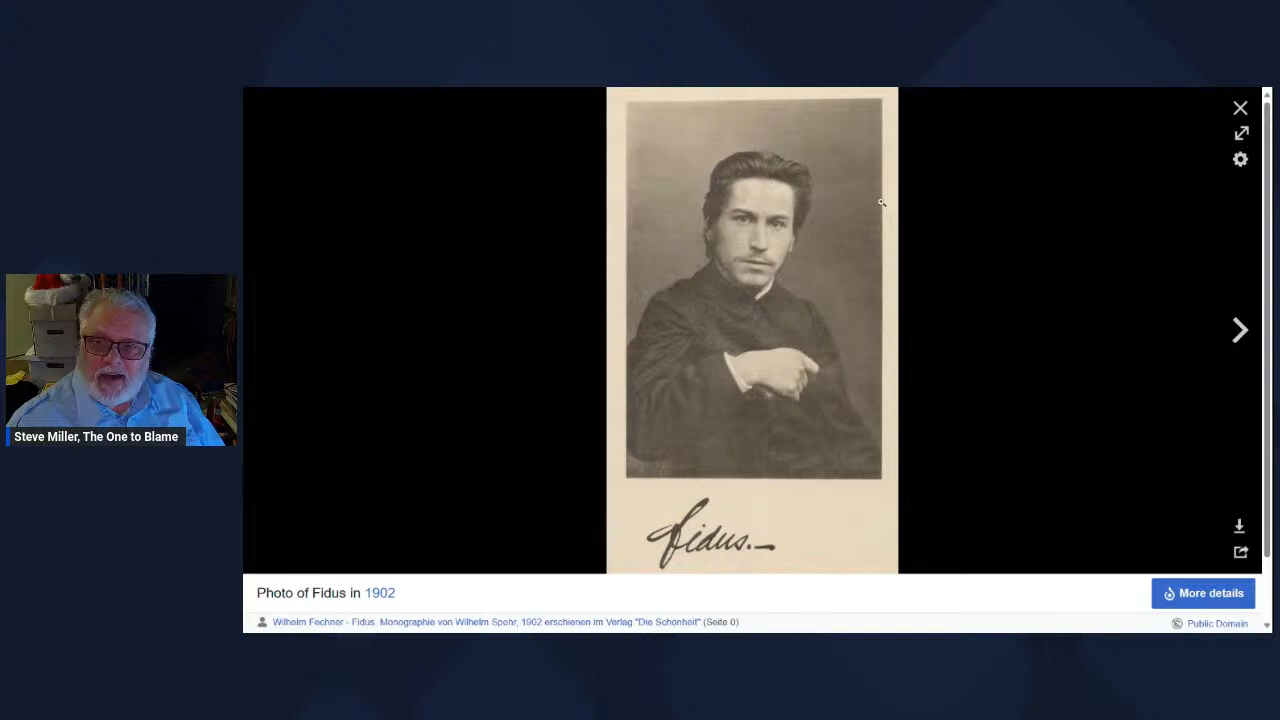 Fidus.
Photo of Fidus in 1902
More details
Wilhelm Fechner - Fidus. Monographie von Wilhelm Spohr, 1902 erschienen im Verlag "Die Schonheit" (Seite 0)
Public Domain
Steve Miller, The One to Blame